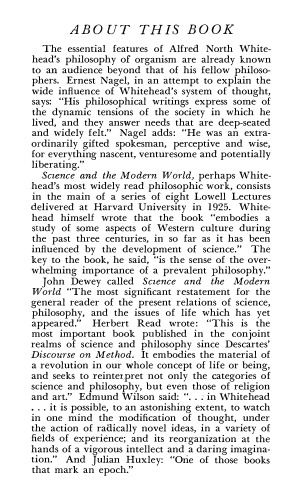 ABOUT THIS BOOK
The essential features of Alfred North White-
head's philosophy of organism are already known
to an audience beyond that of his fellow philoso-
phers. Ernest Nagel, in an attempt to explain the
wide influence of Whitehead's system of thought,
says: "His philosophical writings express some of
the dynamic tensions of the society in which he
lived, and they answer needs that are deep-seated
and widely felt." Nagel adds: "He was an extra-
ordinarily gifted spokesman, perceptive and wise,
for everything nascent, venturesome and potentially
liberating."
Science and the Modern World, perhaps White-
head's most widely read philosophic work, consists
in the main of a series of eight Lowell Lectures
delivered at Harvard University in 1925. White-
head himself wrote that the book "embodies a
study of some aspects of Western culture during
the past three centuries, in so far as it has been
influenced by the development of science." The
key to the book, he said, "is the sense of the over-
whelming importance of a prevalent philosophy."
John Dewey called Science and the Modern
World "The most significant restatement for the
general reader of the present relations of science,
philosophy, and the issues of life which has yet
appeared." Herbert Read wrote: "This is the
most important book published in the conjoint
realms of science and philosophy since Descartes'
Discourse on Method. It embodies the material of
a revolution in our whole concept of life or being,
and seeks to reinterpret not only the categories of
science and philosophy, but even those of religion
and art." Edmund Wilson said: ". . . in Whitehead
. . . it is possible, to an astonishing extent, to watch
in one mind the modification of thought, under
the action of radically novel ideas, in a variety of
fields of experience; and its reorganization at the
hands of a vigorous intellect and a daring imagina-
tion." And Julian Huxley: "One of those books
that mark an epoch."